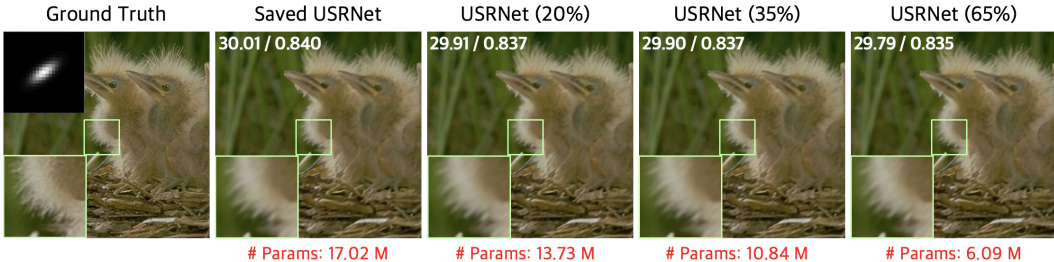 Ground Truth
Saved USRNet
USRNet (20%)
USRNet (35%)
USRNet (65%)
30.01 / 0.840
29.91 / 0.837
29.90 / 0.837
29.79 / 0.835
# Params: 17.02 M
# Params: 13.73 M
# Params: 10.84 M
# Params: 6.09 M